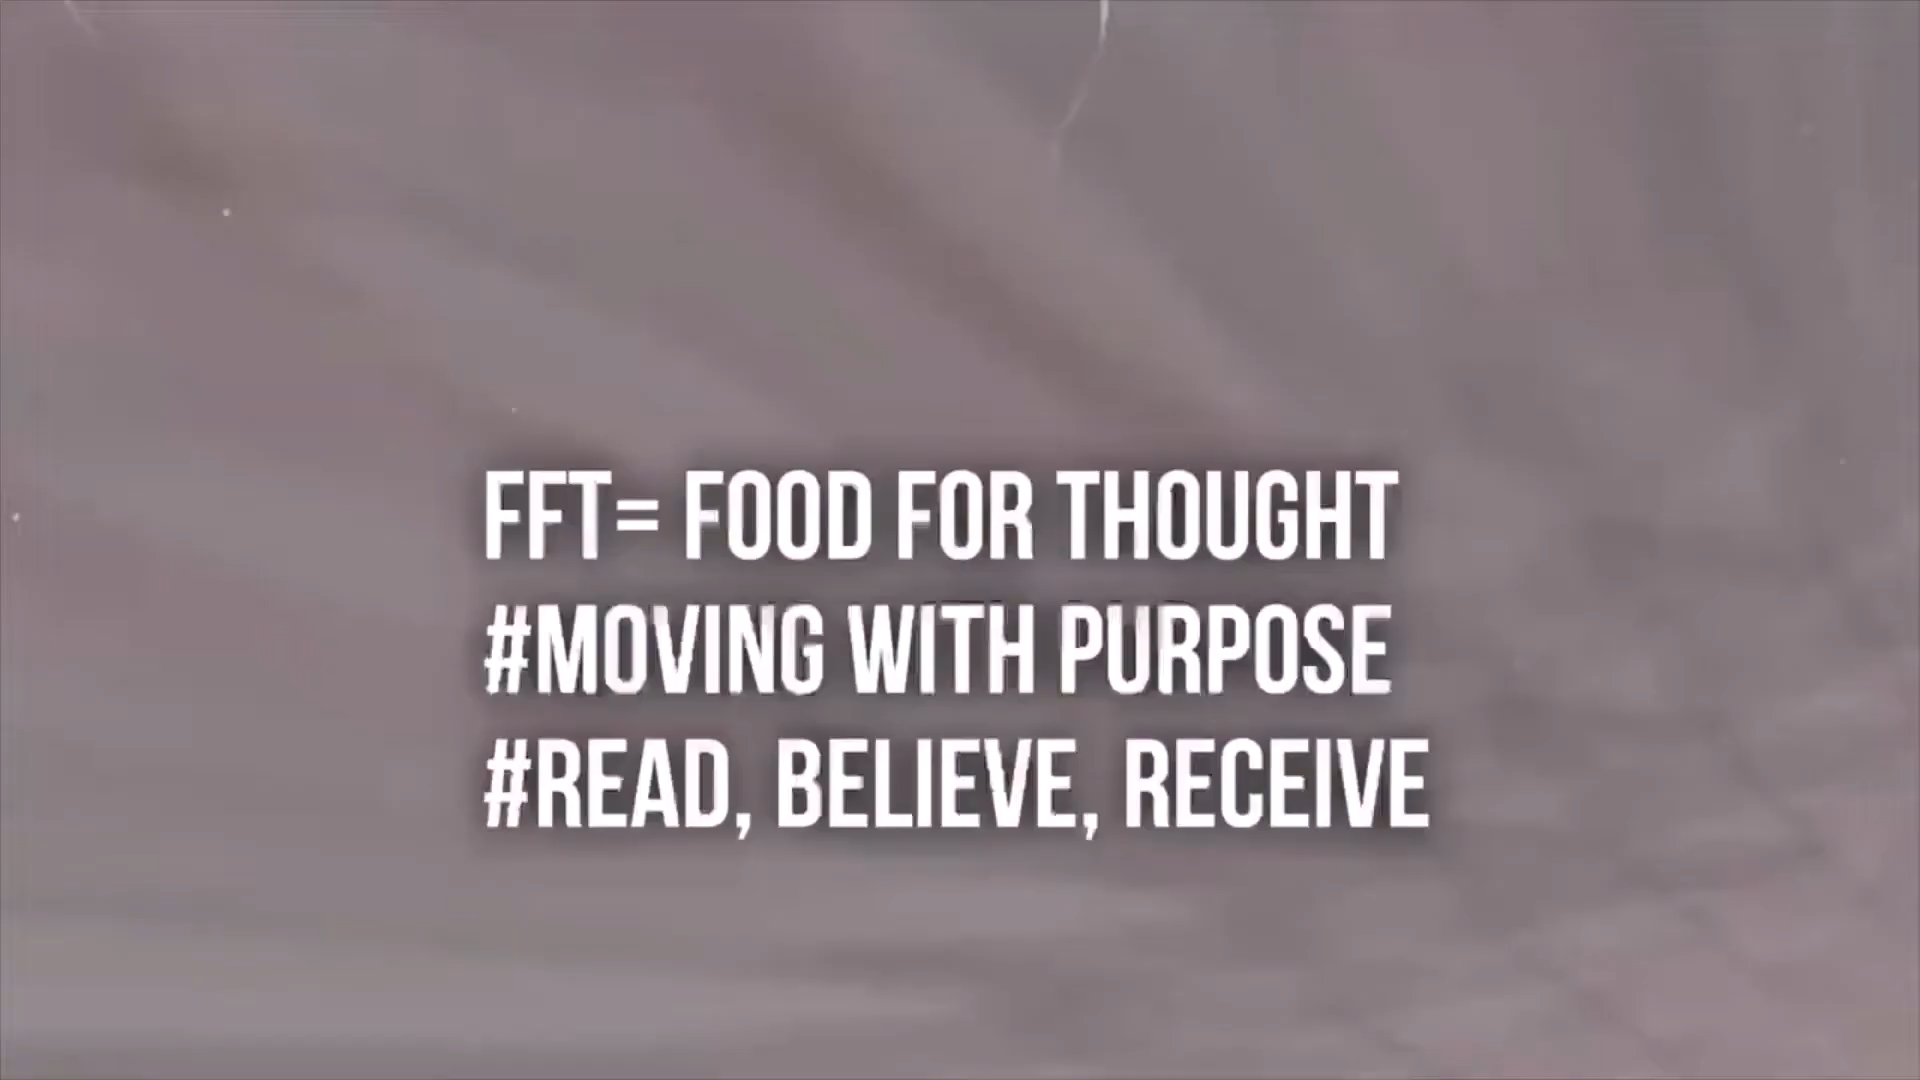 FFT= FOOD FOR THOUGHT
#MOVING WITH PURPOSE
#READ, BELIEVE, RECEIVE